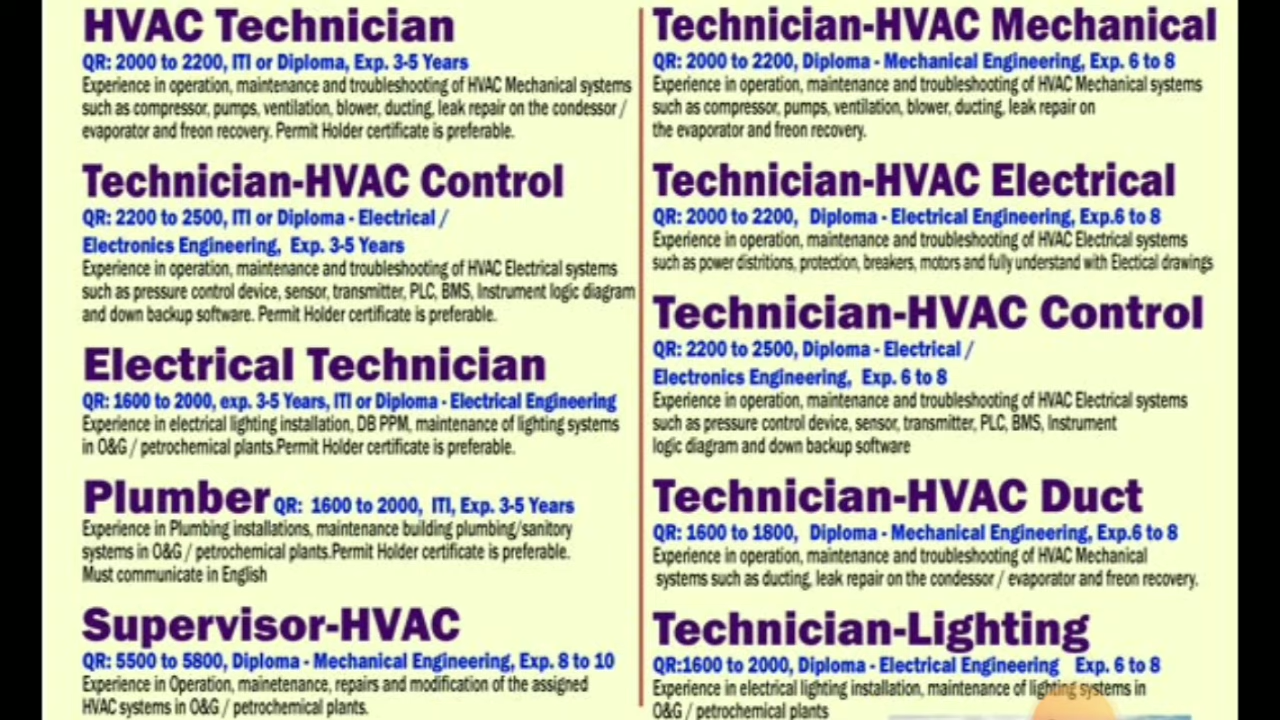 HVAC Technician
QR: 2000 to 2200, ITI or Diploma, Exp. 3-5 Years
Experience in operation, maintenance and troubleshooting of HVAC Mechanical systems
such as compressor, pumps, ventilation, blower, ducting, leak repair on the condessor /
evaporator and freon recovery. Permit Holder certificate is preferable.
Technician-HVAC Control
QR: 2200 to 2500, ITI or Diploma - Electrical /
Electronics Engineering, Exp. 3-5 Years
Experience in operation, maintenance and troubleshooting of HVAC Electrical systems
such as pressure control device, sensor, transmitter, PLC, BMS, Instrument logic diagram
and down backup software. Permit Holder certificate is preferable.
Electrical Technician
QR: 1600 to 2000, exp. 3-5 Years, ITI or Diploma - Electrical Engineering
Experience in electrical lighting installation, DB PPM, maintenance of lighting systems
in O&G / petrochemical plants.Permit Holder certificate is preferable.
Plumber QR: 1600 to 2000, ITI, Exp. 3-5 Years
Experience in Plumbing installations, maintenance building plumbing/sanitory
systems in O&G / petrochemical plants.Permit Holder certificate is preferable.
Must communicate in English
Supervisor-HVAC
QR: 5500 to 5800, Diploma - Mechanical Engineering, Exp. 8 to 10
Experience in Operation, mainetenance, repairs and modification of the assigned
HVAC systems in O&G / petrochemical plants.
Technician-HVAC Mechanical
QR: 2000 to 2200, Diploma - Mechanical Engineering, Exp. 6 to 8
Experience in operation, maintenance and troubleshooting of HVAC Mechanical systems
such as compressor, pumps, ventilation, blower, ducting, leak repair on
the evaporator and freon recovery.
Technician-HVAC Electrical
QR: 2000 to 2200, Diploma - Electrical Engineering, Exp.6 to 8
Experience in operation, maintenance and troubleshooting of HVAC Electrical systems
such as power distritions, protection, breakers, motors and fully understand with Electical drawings
Technician-HVAC Control
QR: 2200 to 2500, Diploma - Electrical /
Electronics Engineering, Exp. 6 to 8
Experience in operation, maintenance and troubleshooting of HVAC Electrical systems
such as pressure control device, sensor, transmitter, PLC, BMS, Instrument
logic diagram and down backup software
Technician-HVAC Duct
QR: 1600 to 1800, Diploma - Mechanical Engineering, Exp.6 to 8
Experience in operation, maintenance and troubleshooting of HVAC Mechanical
systems such as ducting, leak repair on the condessor / evaporator and freon recovery.
Technician-Lighting
QR:1600 to 2000, Diploma - Electrical Engineering Exp. 6 to 8
Experience in electrical lighting installation, maintenance of lighting systems in
O&G / petrochemical plants